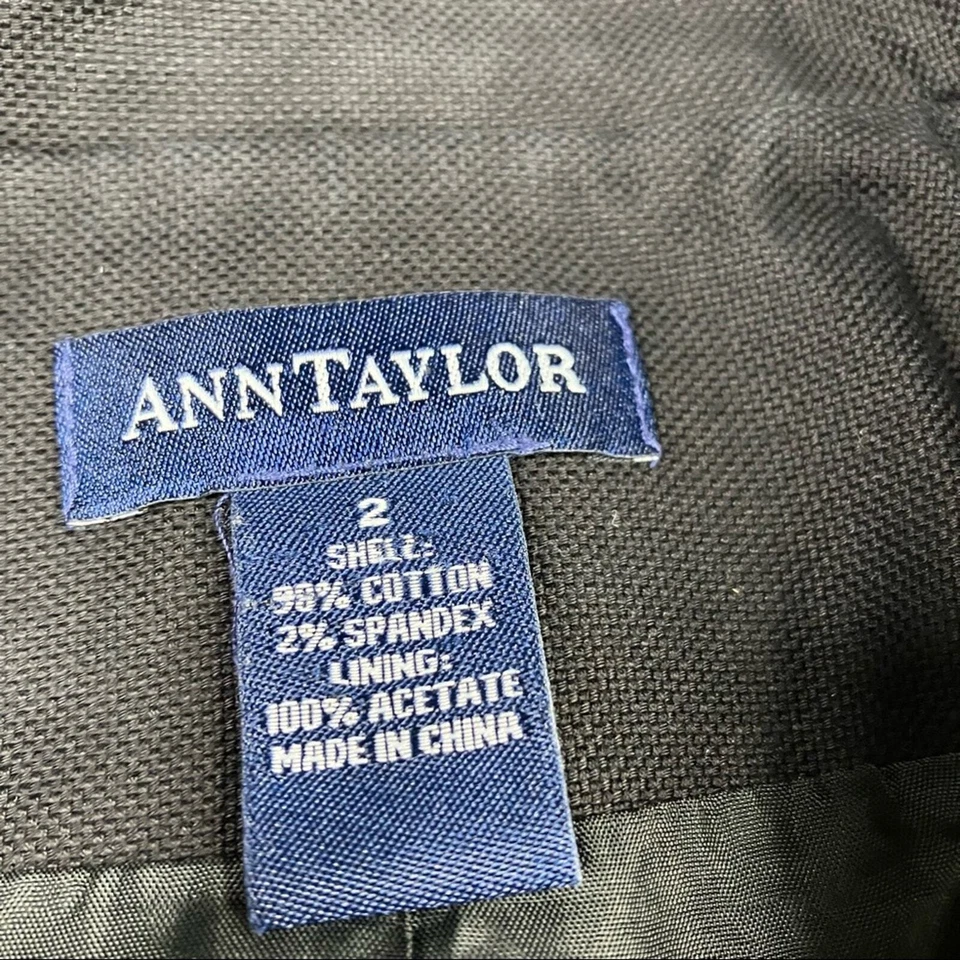 ANNTAYLOR
2
SHELL:
98% COTTON
2% SPANDEX
LINING:
100% ACETATE
MADE IN CHINA